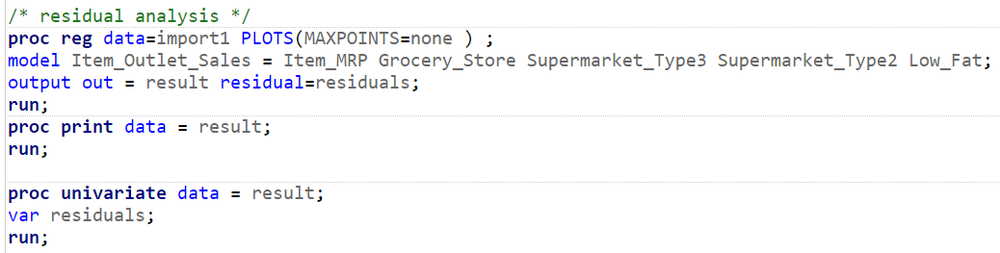 /* residual analysis */
proc reg data=import1 PLOTS(MAXPOINTS=none ) ;
model Item_Outlet_Sales = Item_MRP Grocery_Store Supermarket_Type3 Supermarket_Type2 Low_Fat;
output out = result residual=residuals;
run;
proc print data = result;
run;
proc univariate data = result;
var residuals;
run;